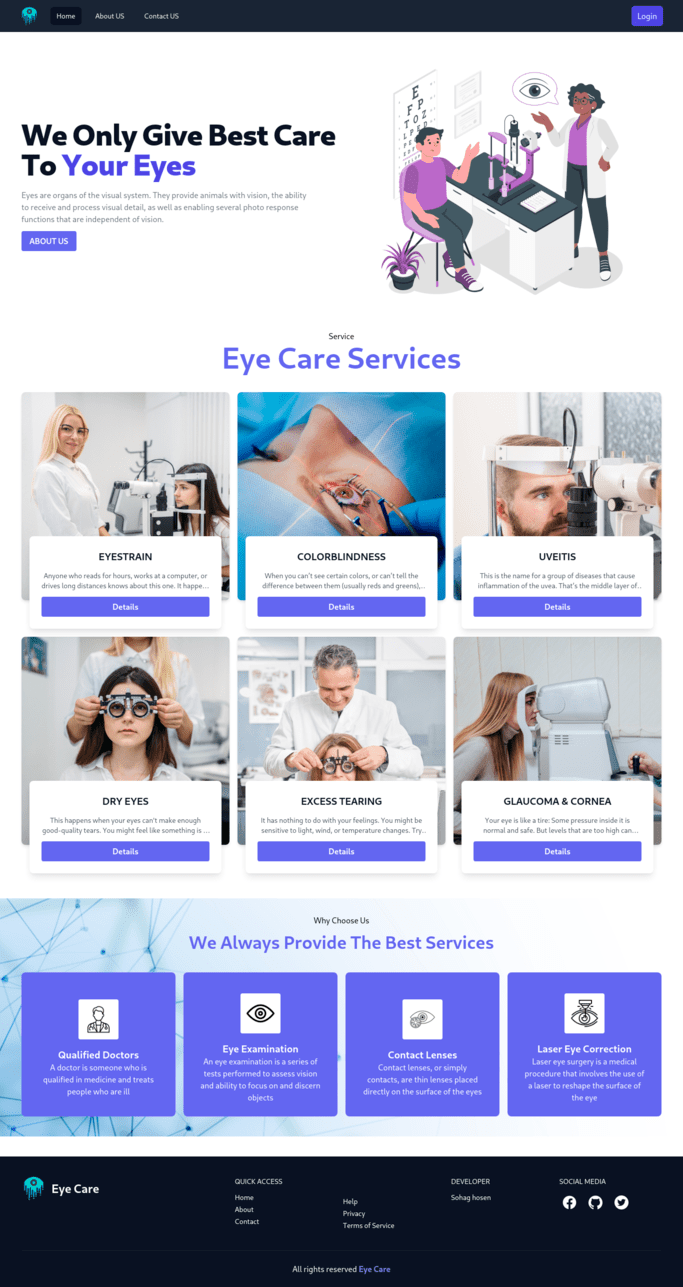 Home
About US
Contact US
Login
We Only Give Best Care
To Your Eyes
Eyes are organs of the visual system. They provide animals with vision, the ability
to receive and process visual detail, as well as enabling several photo response
functions that are independent of vision.
ABOUT US
E
F P
T O Z
Service
Eye Care Services
EYESTRAIN
Anyone who reads for hours, works at a computer, or
drives long distances knows about this one. It happe...
Details
COLORBLINDNESS
When you can't see certain colors, or can't tell the
difference between them (usually reds and greens),...
Details
UVEITIS
This is the name for a group of diseases that cause
inflammation of the uvea. That's the middle layer of...
Details
DRY EYES
This happens when your eyes can't make enough
good-quality tears. You might feel like something is ...
Details
EXCESS TEARING
It has nothing to do with your feelings. You might be
sensitive to light, wind, or temperature changes. Try...
Details
GLAUCOMA & CORNEA
Your eye is like a tire: Some pressure inside it is
normal and safe. But levels that are too high can...
Details
Why Choose Us
We Always Provide The Best Services
Qualified Doctors
A doctor is someone who is
qualified in medicine and treats
people who are ill
Eye Examination
An eye examination is a series of
tests performed to assess vision
and ability to focus on and discern
objects
Contact Lenses
Contact lenses, or simply
contacts, are thin lenses placed
directly on the surface of the eyes
Laser Eye Correction
Laser eye surgery is a medical
procedure that involves the use of
a laser to reshape the surface of
the eye
Eye Care
QUICK ACCESS
Home
About
Contact
Help
Privacy
Terms of Service
DEVELOPER
Sohag hosen
SOCIAL MEDIA
All rights reserved Eye Care